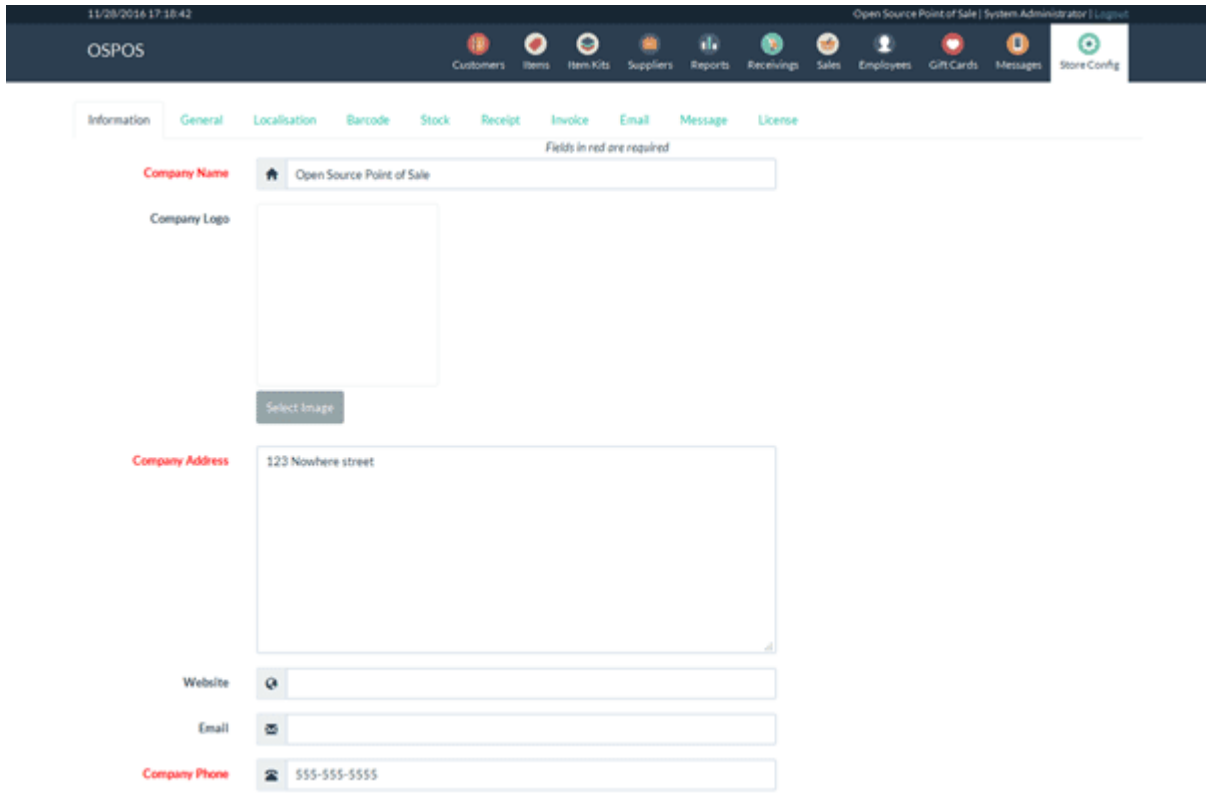 11/28/2016 17:18:42
Open Source Point of Sale | System Administrator | Logout
OSPOS
Customers Items Item Kits Suppliers Reports Receivings Sales Employees Gift Cards Messages Store Config
Information General Localisation Barcode Stock Receipt Invoice Email Message License
Fields in red are required
Company Name
Open Source Point of Sale
Company Logo
Select Image
Company Address
123 Nowhere street
Website
Email
Company Phone
555-555-5555